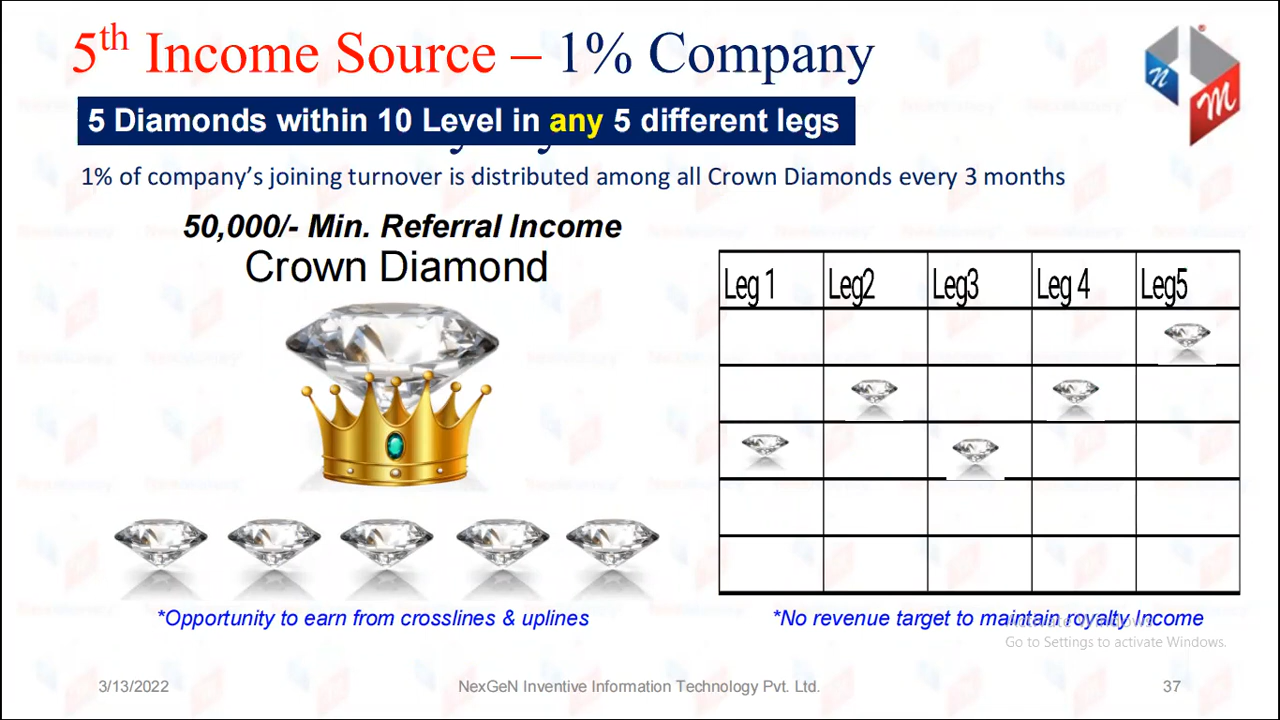 5th Income Source – 1% Company
5 Diamonds within 10 Level in any 5 different legs
1% of company's joining turnover is distributed among all Crown Diamonds every 3 months
50,000/- Min. Referral Income
Crown Diamond
Leg 1 Leg2 Leg3 Leg 4 Leg5
*Opportunity to earn from crosslines & uplines
*No revenue target to maintain royalty Income
Activate Windows
Go to Settings to activate Windows.
3/13/2022
NexGeN Inventive Information Technology Pvt. Ltd.
37
n
M